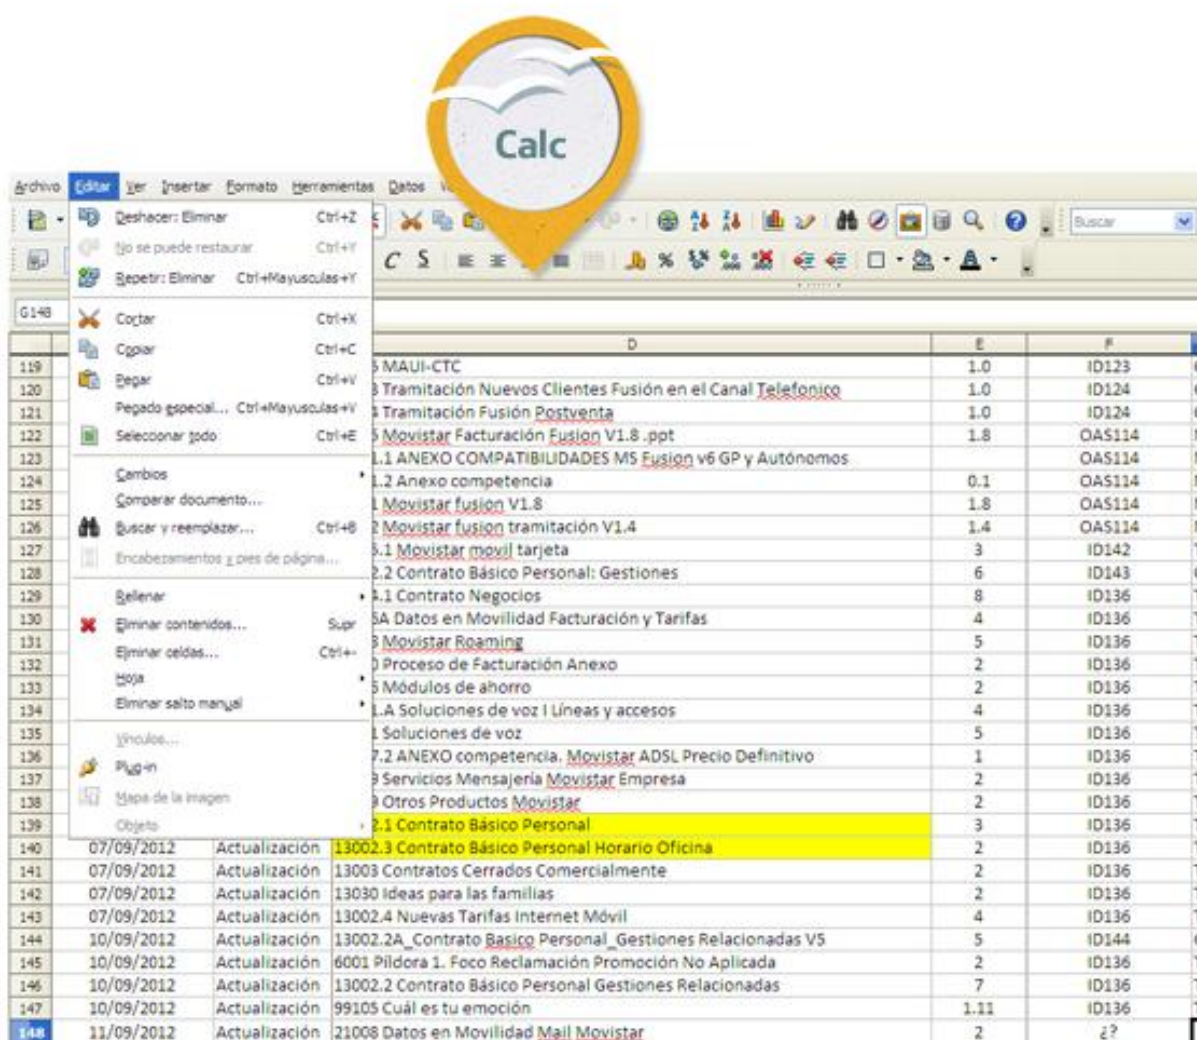 Calc
Archivo Editar Ver Insertar Formato Herramientas Datos
Deshacer: Eliminar Ctrl+Z
No se puede restaurar Ctrl+Y
Repetir: Eliminar Ctrl+Mayusculas+Y
Buscar
G148
Cortar Ctrl+X
Copiar Ctrl+C
Pegar Ctrl+V
Pegado especial... Ctrl+Mayusculas+V
Seleccionar todo Ctrl+E
Cambios
Comparar documento...
Buscar y reemplazar... Ctrl+B
Encabezamientos y pies de página...
Rellenar
Eliminar contenidos... Supr
Eliminar celdas... Ctrl+-
Hoja
Eliminar salto manual
Vínculos...
Plug-in
Mapa de la imagen
Objeto
D E F
119 MAUI-CTC 1.0 ID123
120 Tramitación Nuevos Clientes Fusión en el Canal Telefonico 1.0 ID124
121 Tramitación Fusión Postventa 1.0 ID124
122 Movistar Facturación Fusion V1.8 .ppt 1.8 OAS114
123 .1 ANEXO COMPATIBILIDADES MS Fusion v6 GP y Autónomos OAS114
124 .2 Anexo competencia 0.1 OAS114
125 Movistar fusion V1.8 1.8 OAS114
126 Movistar fusion tramitación V1.4 1.4 OAS114
127 .1 Movistar movil tarjeta 3 ID142
128 .2 Contrato Básico Personal: Gestiones 6 ID143
129 .1 Contrato Negocios 8 ID136
130 A Datos en Movilidad Facturación y Tarifas 4 ID136
131 Movistar Roaming 5 ID136
132 Proceso de Facturación Anexo 2 ID136
133 Módulos de ahorro 2 ID136
134 .A Soluciones de voz I Líneas y accesos 4 ID136
135 Soluciones de voz 5 ID136
136 7.2 ANEXO competencia. Movistar ADSL Precio Definitivo 1 ID136
137 Servicios Mensajería Movistar Empresa 2 ID136
138 Otros Productos Movistar 2 ID136
139 2.1 Contrato Básico Personal 3 ID136
140 07/09/2012 Actualización 13002.3 Contrato Básico Personal Horario Oficina 2 ID136
141 07/09/2012 Actualización 13003 Contratos Cerrados Comercialmente 2 ID136
142 07/09/2012 Actualización 13030 Ideas para las familias 2 ID136
143 07/09/2012 Actualización 13002.4 Nuevas Tarifas Internet Móvil 4 ID136
144 10/09/2012 Actualización 13002.2A_Contrato Basico Personal_Gestiones Relacionadas V5 5 ID144
145 10/09/2012 Actualización 6001 Píldora 1. Foco Reclamación Promoción No Aplicada 2 ID136
146 10/09/2012 Actualización 13002.2 Contrato Básico Personal Gestiones Relacionadas 7 ID136
147 10/09/2012 Actualización 99105 Cuál es tu emoción 1.11 ID136
148 11/09/2012 Actualización 21008 Datos en Movilidad Mail Movistar 2 ¿?